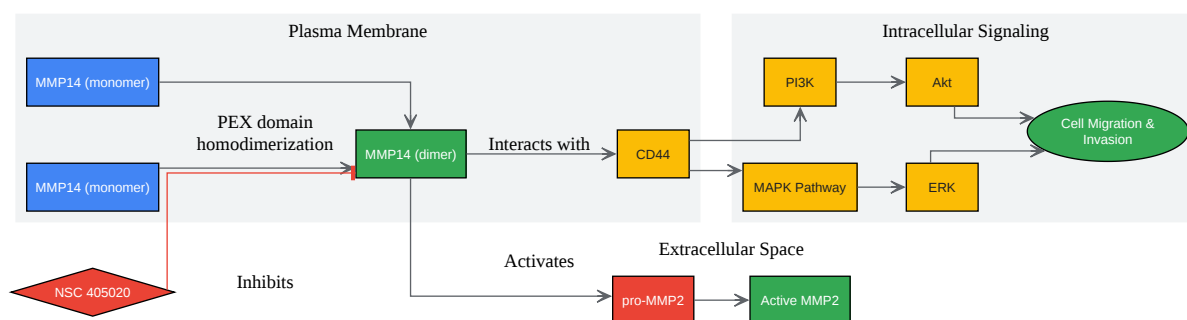 Plasma Membrane
Intracellular Signaling
MMP14 (monomer)
PI3K
Akt
PEX domain
homodimerization
Cell Migration &
Invasion
MMP14 (dimer)
Interacts with
CD44
MMP14 (monomer)
MAPK Pathway
ERK
Extracellular Space
Activates
Inhibits
NSC 405020
pro-MMP2
Active MMP2